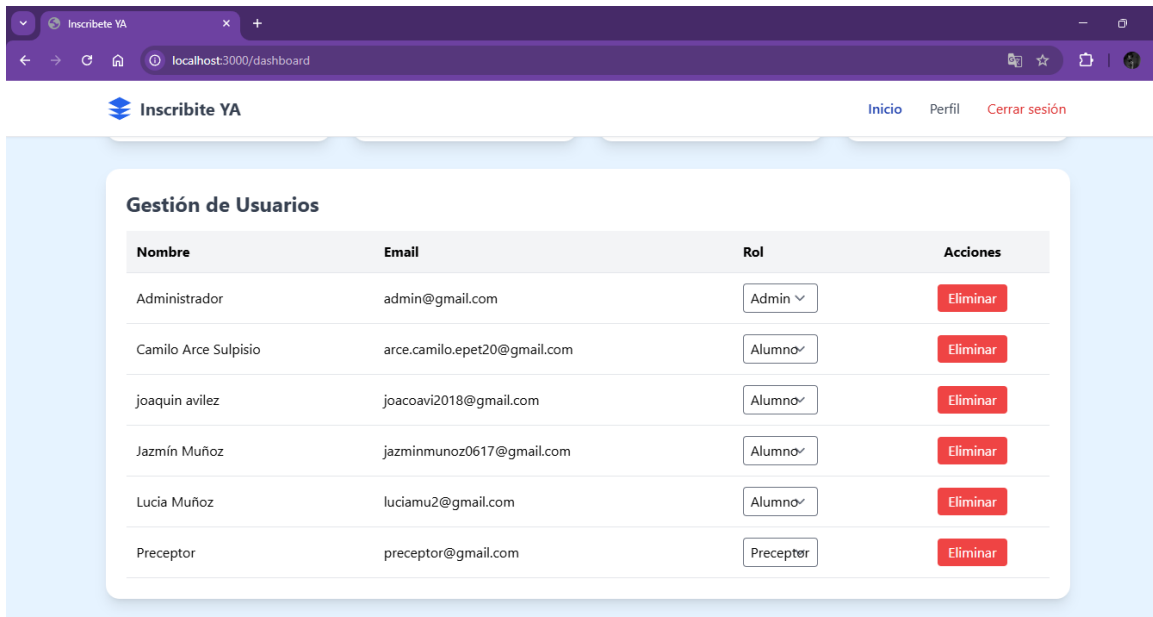 Inscribete YA
localhost:3000/dashboard
Inscribite YA
Inicio Perfil Cerrar sesión
Gestión de Usuarios
Nombre Email Rol Acciones
Administrador admin@gmail.com Admin Eliminar
Camilo Arce Sulpisio arce.camilo.epet20@gmail.com Alumno Eliminar
joaquin avilez joacoavi2018@gmail.com Alumno Eliminar
Jazmín Muñoz jazminmunoz0617@gmail.com Alumno Eliminar
Lucia Muñoz luciamu2@gmail.com Alumno Eliminar
Preceptor preceptor@gmail.com Preceptor Eliminar